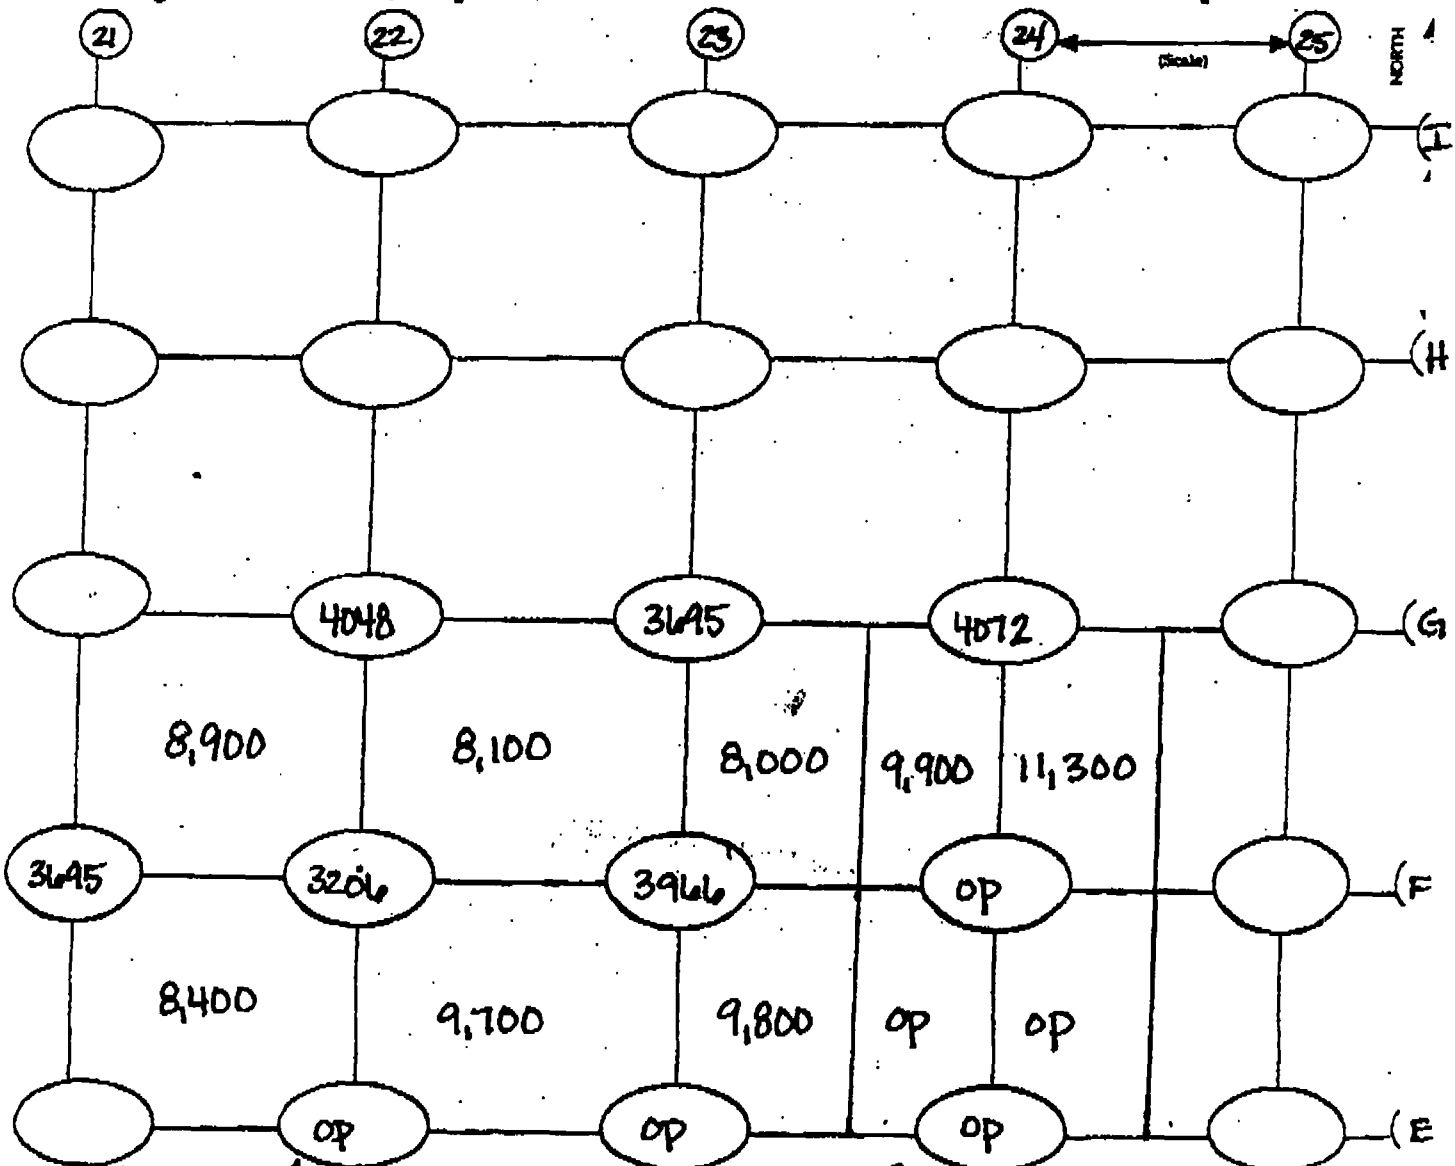 21 22 23 24 25
(Scale)
NORTH
I
H
4048 3695 4072 G
8,900 8,100 8,000 9,900 11,300
3695 3206 3966 OP F
8,400 9,700 9,800 OP OP
OP OP OP E